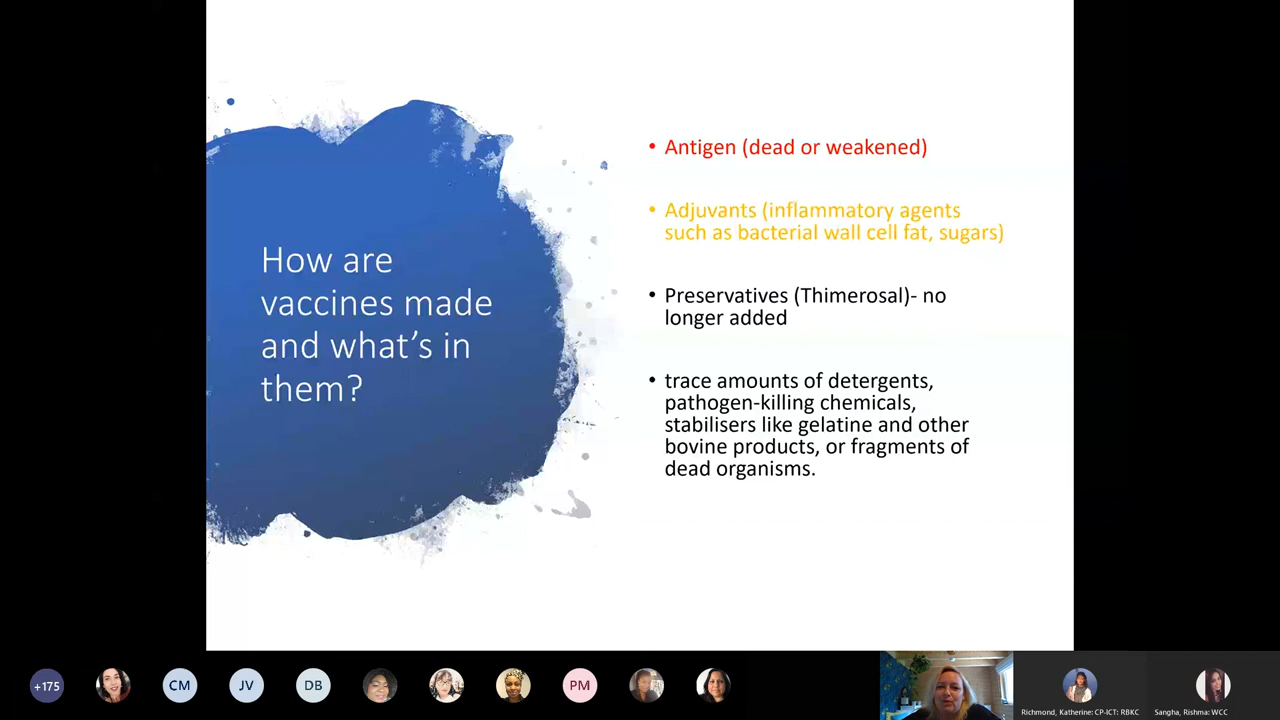 How are
vaccines made
and what's in
them?
• Antigen (dead or weakened)
• Adjuvants (inflammatory agents
such as bacterial wall cell fat, sugars)
• Preservatives (Thimerosal)- no
longer added
• trace amounts of detergents,
pathogen-killing chemicals,
stabilisers like gelatine and other
bovine products, or fragments of
dead organisms.
+175
CM
JV
DB
PM
Richmond, Katherine: CP-ICT: RBKC
Sangha, Rishma: WCC